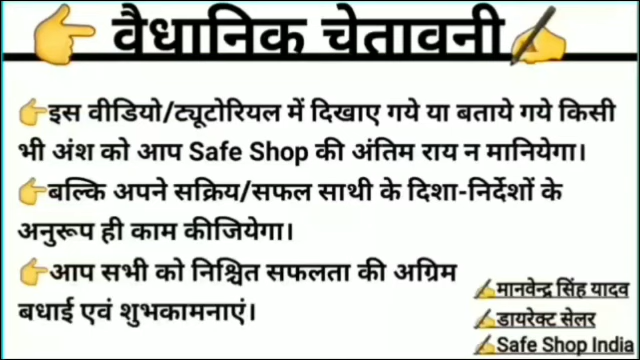 👉 वैधानिक चेतावनी✍️
👉इस वीडियो/ट्यूटोरियल में दिखाए गये या बताये गये किसी
भी अंश को आप Safe Shop की अंतिम राय न मानियेगा।
👉बल्कि अपने सक्रिय/सफल साथी के दिशा-निर्देशों के
अनुरूप ही काम कीजियेगा।
👉आप सभी को निश्चित सफलता की अग्रिम
बधाई एवं शुभकामनाएं।
✍️मानवेन्द्र सिंह यादव
✍️डायरेक्ट सेलर
✍️Safe Shop India